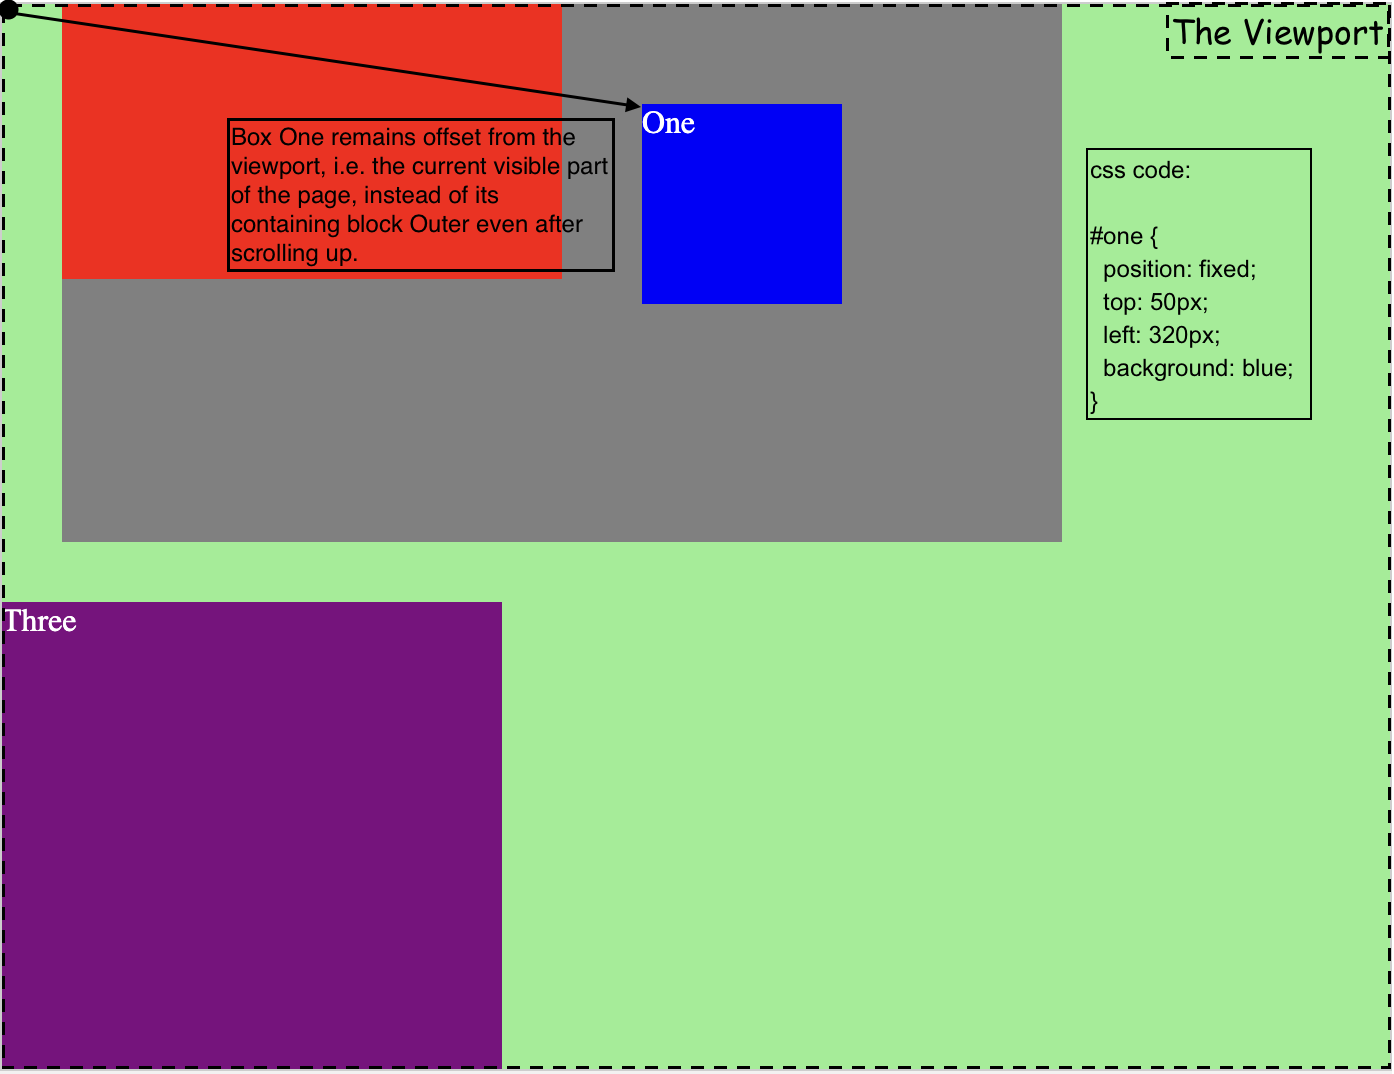 The Viewport
One
Box One remains offset from the
viewport, i.e. the current visible part
of the page, instead of its
containing block Outer even after
scrolling up.
css code:
#one {
position: fixed;
top: 50px;
left: 320px;
background: blue;
}
Three